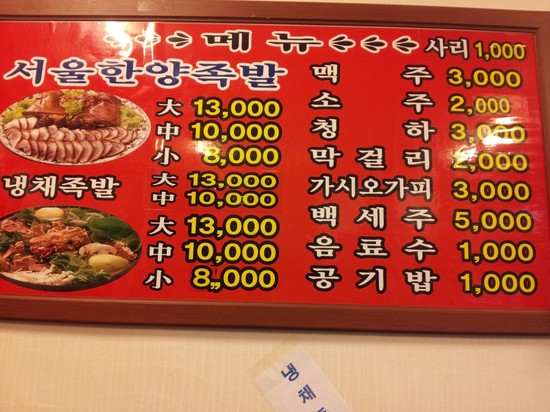 메뉴
사리 1,000
서울한양족발
大 13,000
中 10,000
小 8,000
냉채족발
大 13,000
中 10,000
大 13,000
中 10,000
小 8,000
맥주 3,000
소주 2,000
청하 3,000
막걸리 2,000
가시오가피 3,000
백세주 5,000
음료수 1,000
공기밥 1,000
냉채